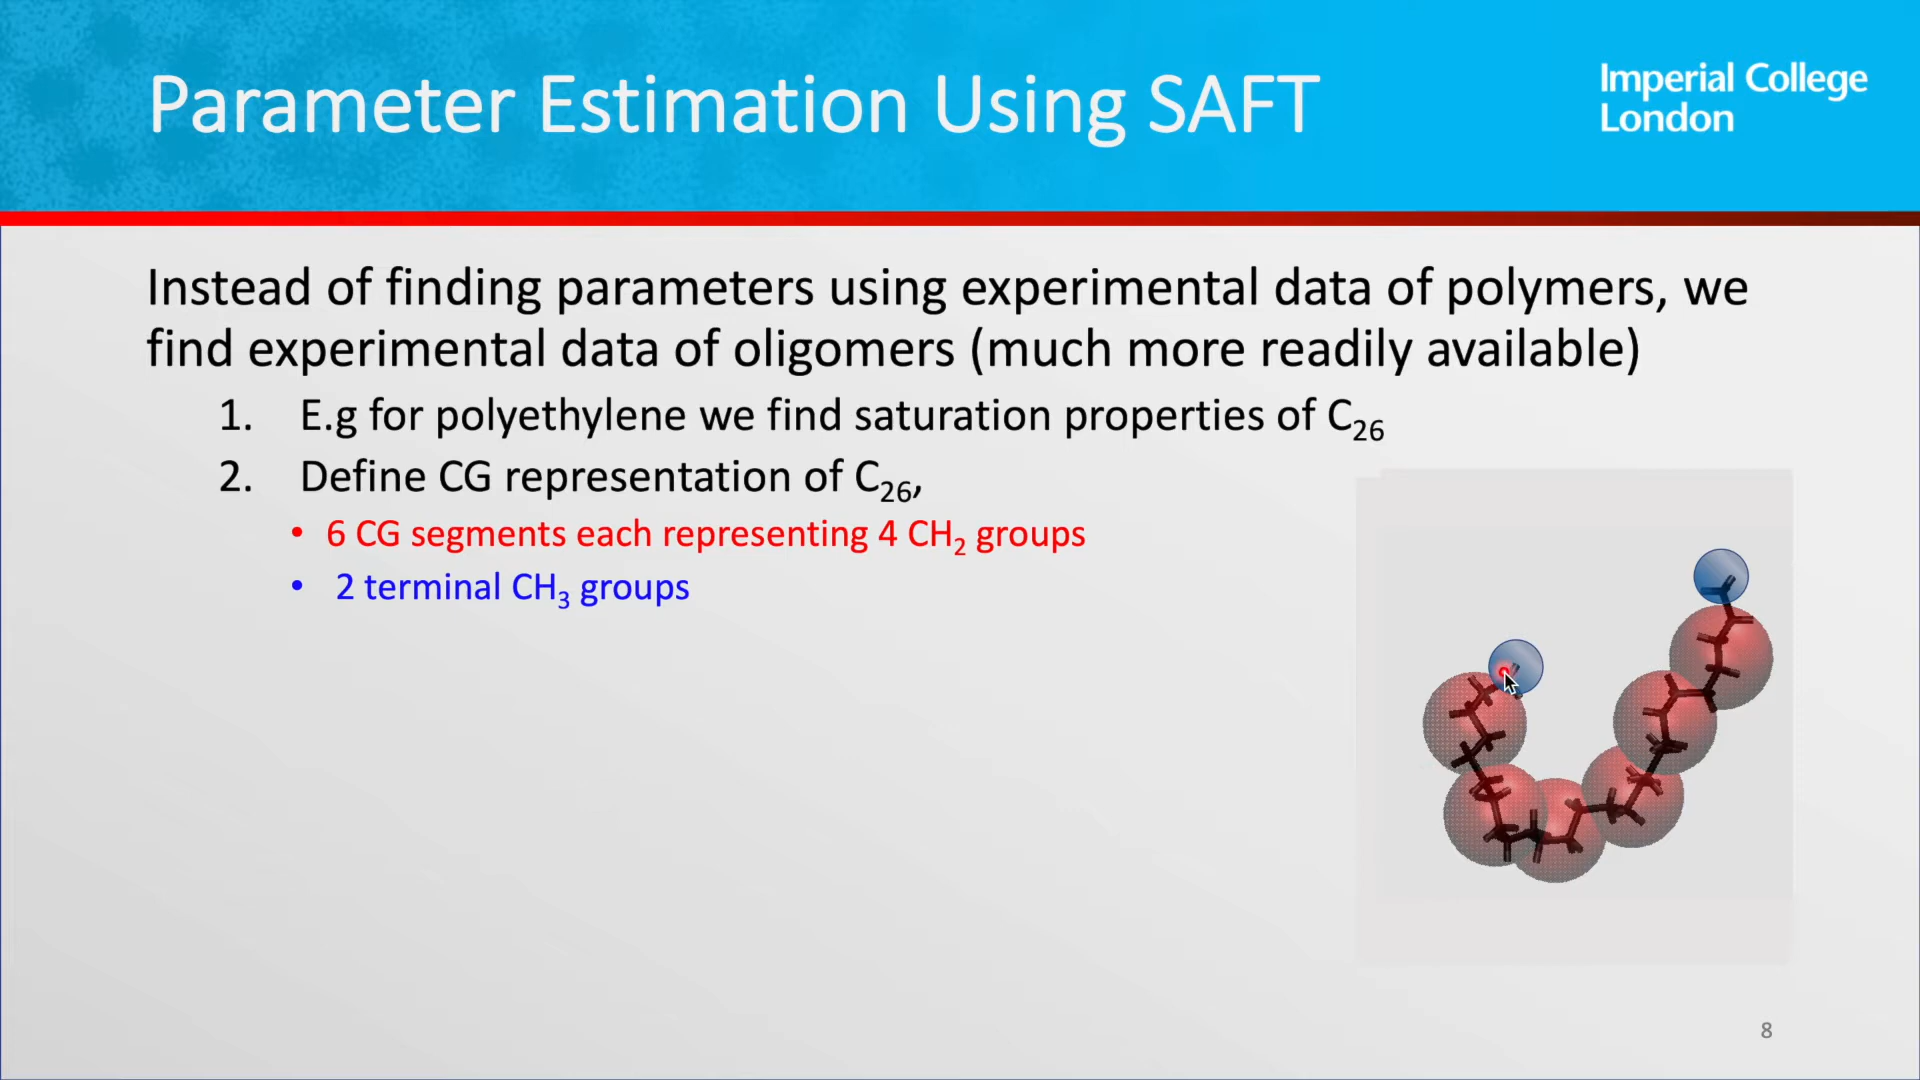 Parameter Estimation Using SAFT
Imperial College
London
Instead of finding parameters using experimental data of polymers, we
find experimental data of oligomers (much more readily available)
1. E.g for polyethylene we find saturation properties of C₂₆
2. Define CG representation of C₂₆,
• 6 CG segments each representing 4 CH₂ groups
• 2 terminal CH₃ groups
8